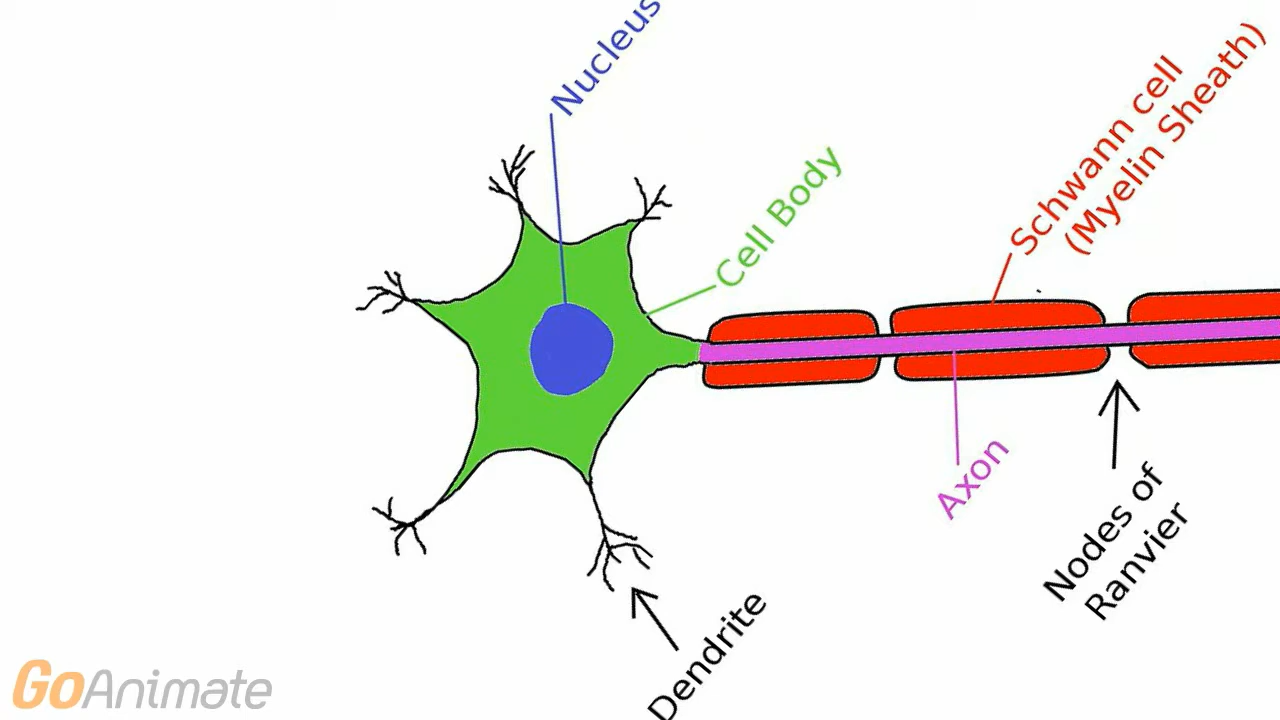 Nucleus
Cell Body
Schwann cell
(Myelin Sheath)
Axon
Nodes of
Ranvier
Dendrite
GoAnimate